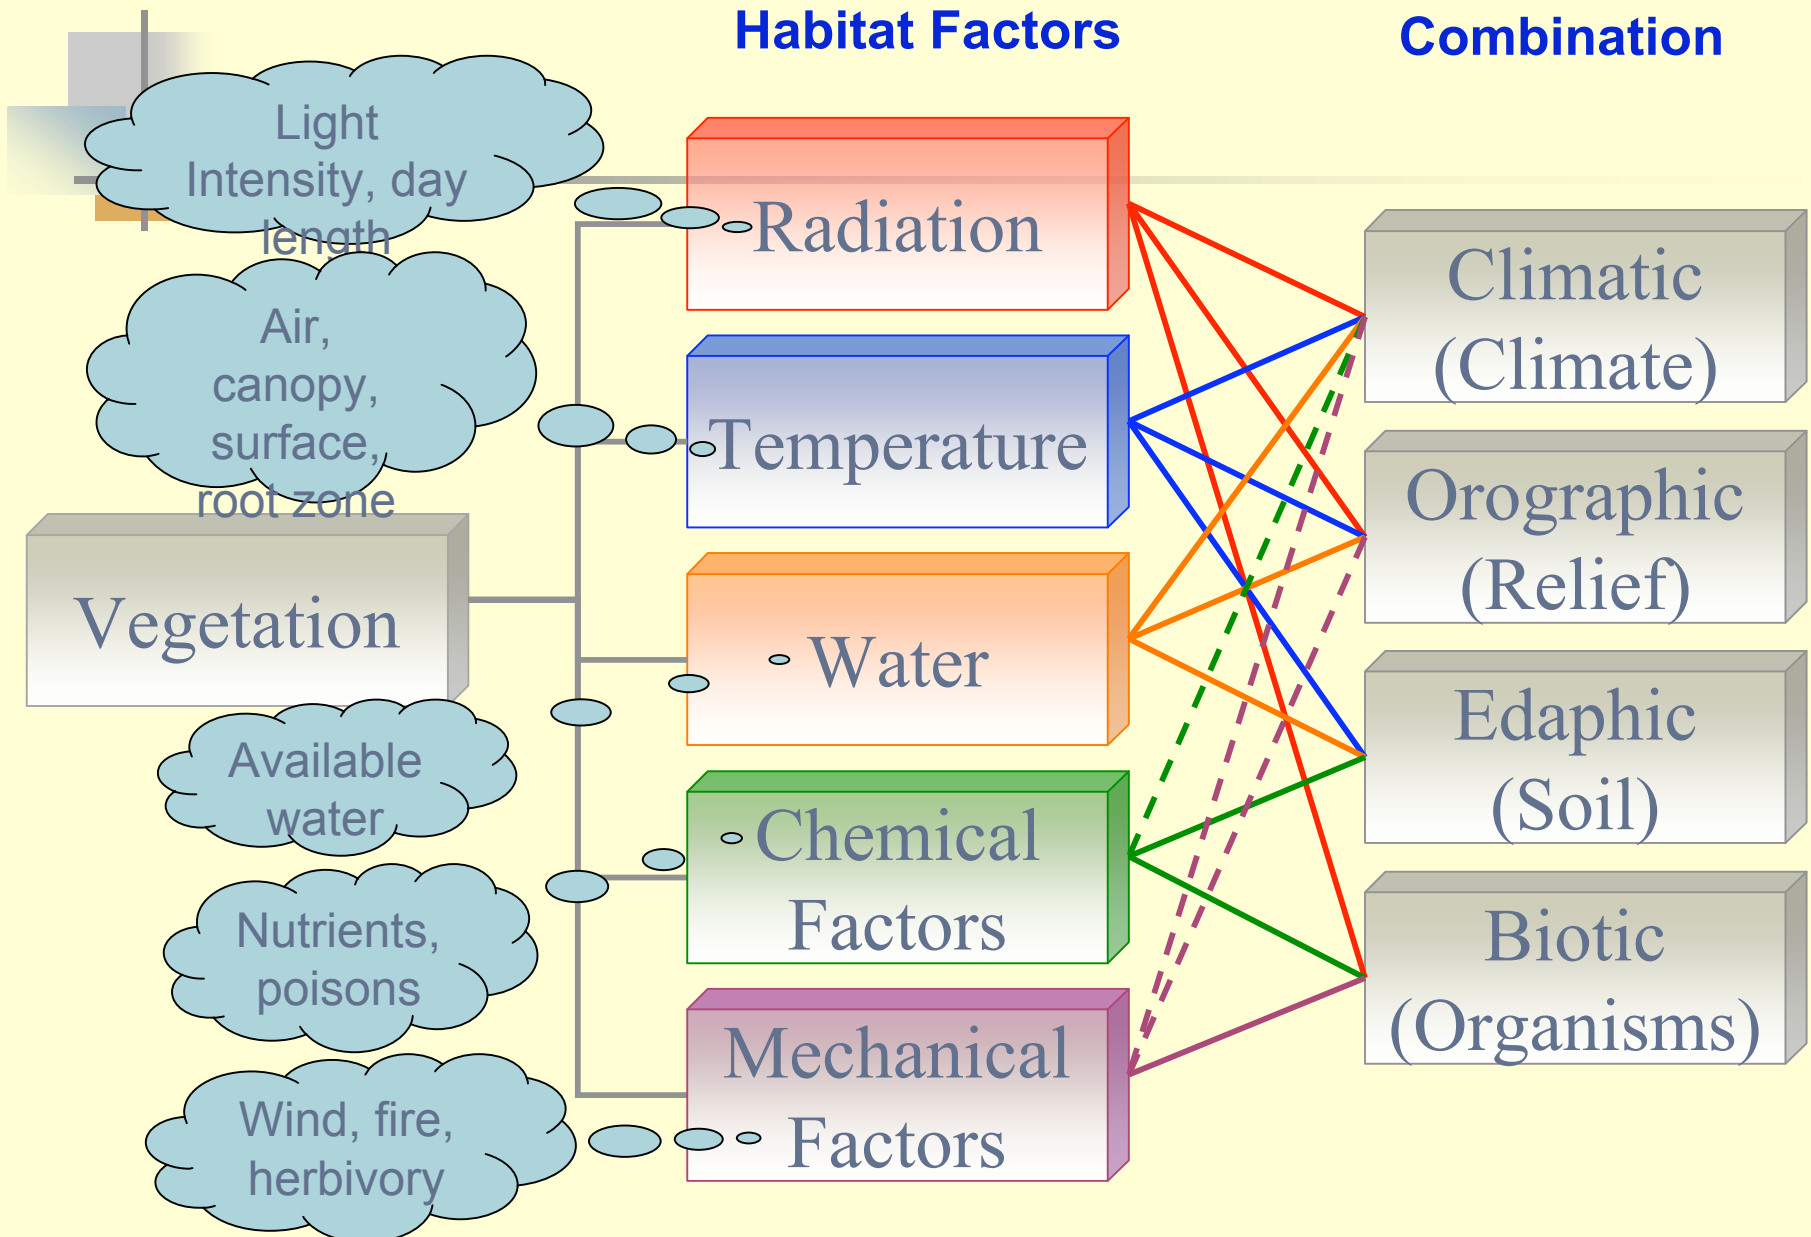 Habitat Factors
Combination
Light
Intensity, day
length
Air,
canopy,
surface,
root zone
Vegetation
Available
water
Nutrients,
poisons
Wind, fire,
herbivory
Radiation
Temperature
Water
Chemical
Factors
Mechanical
Factors
Climatic
(Climate)
Orographic
(Relief)
Edaphic
(Soil)
Biotic
(Organisms)